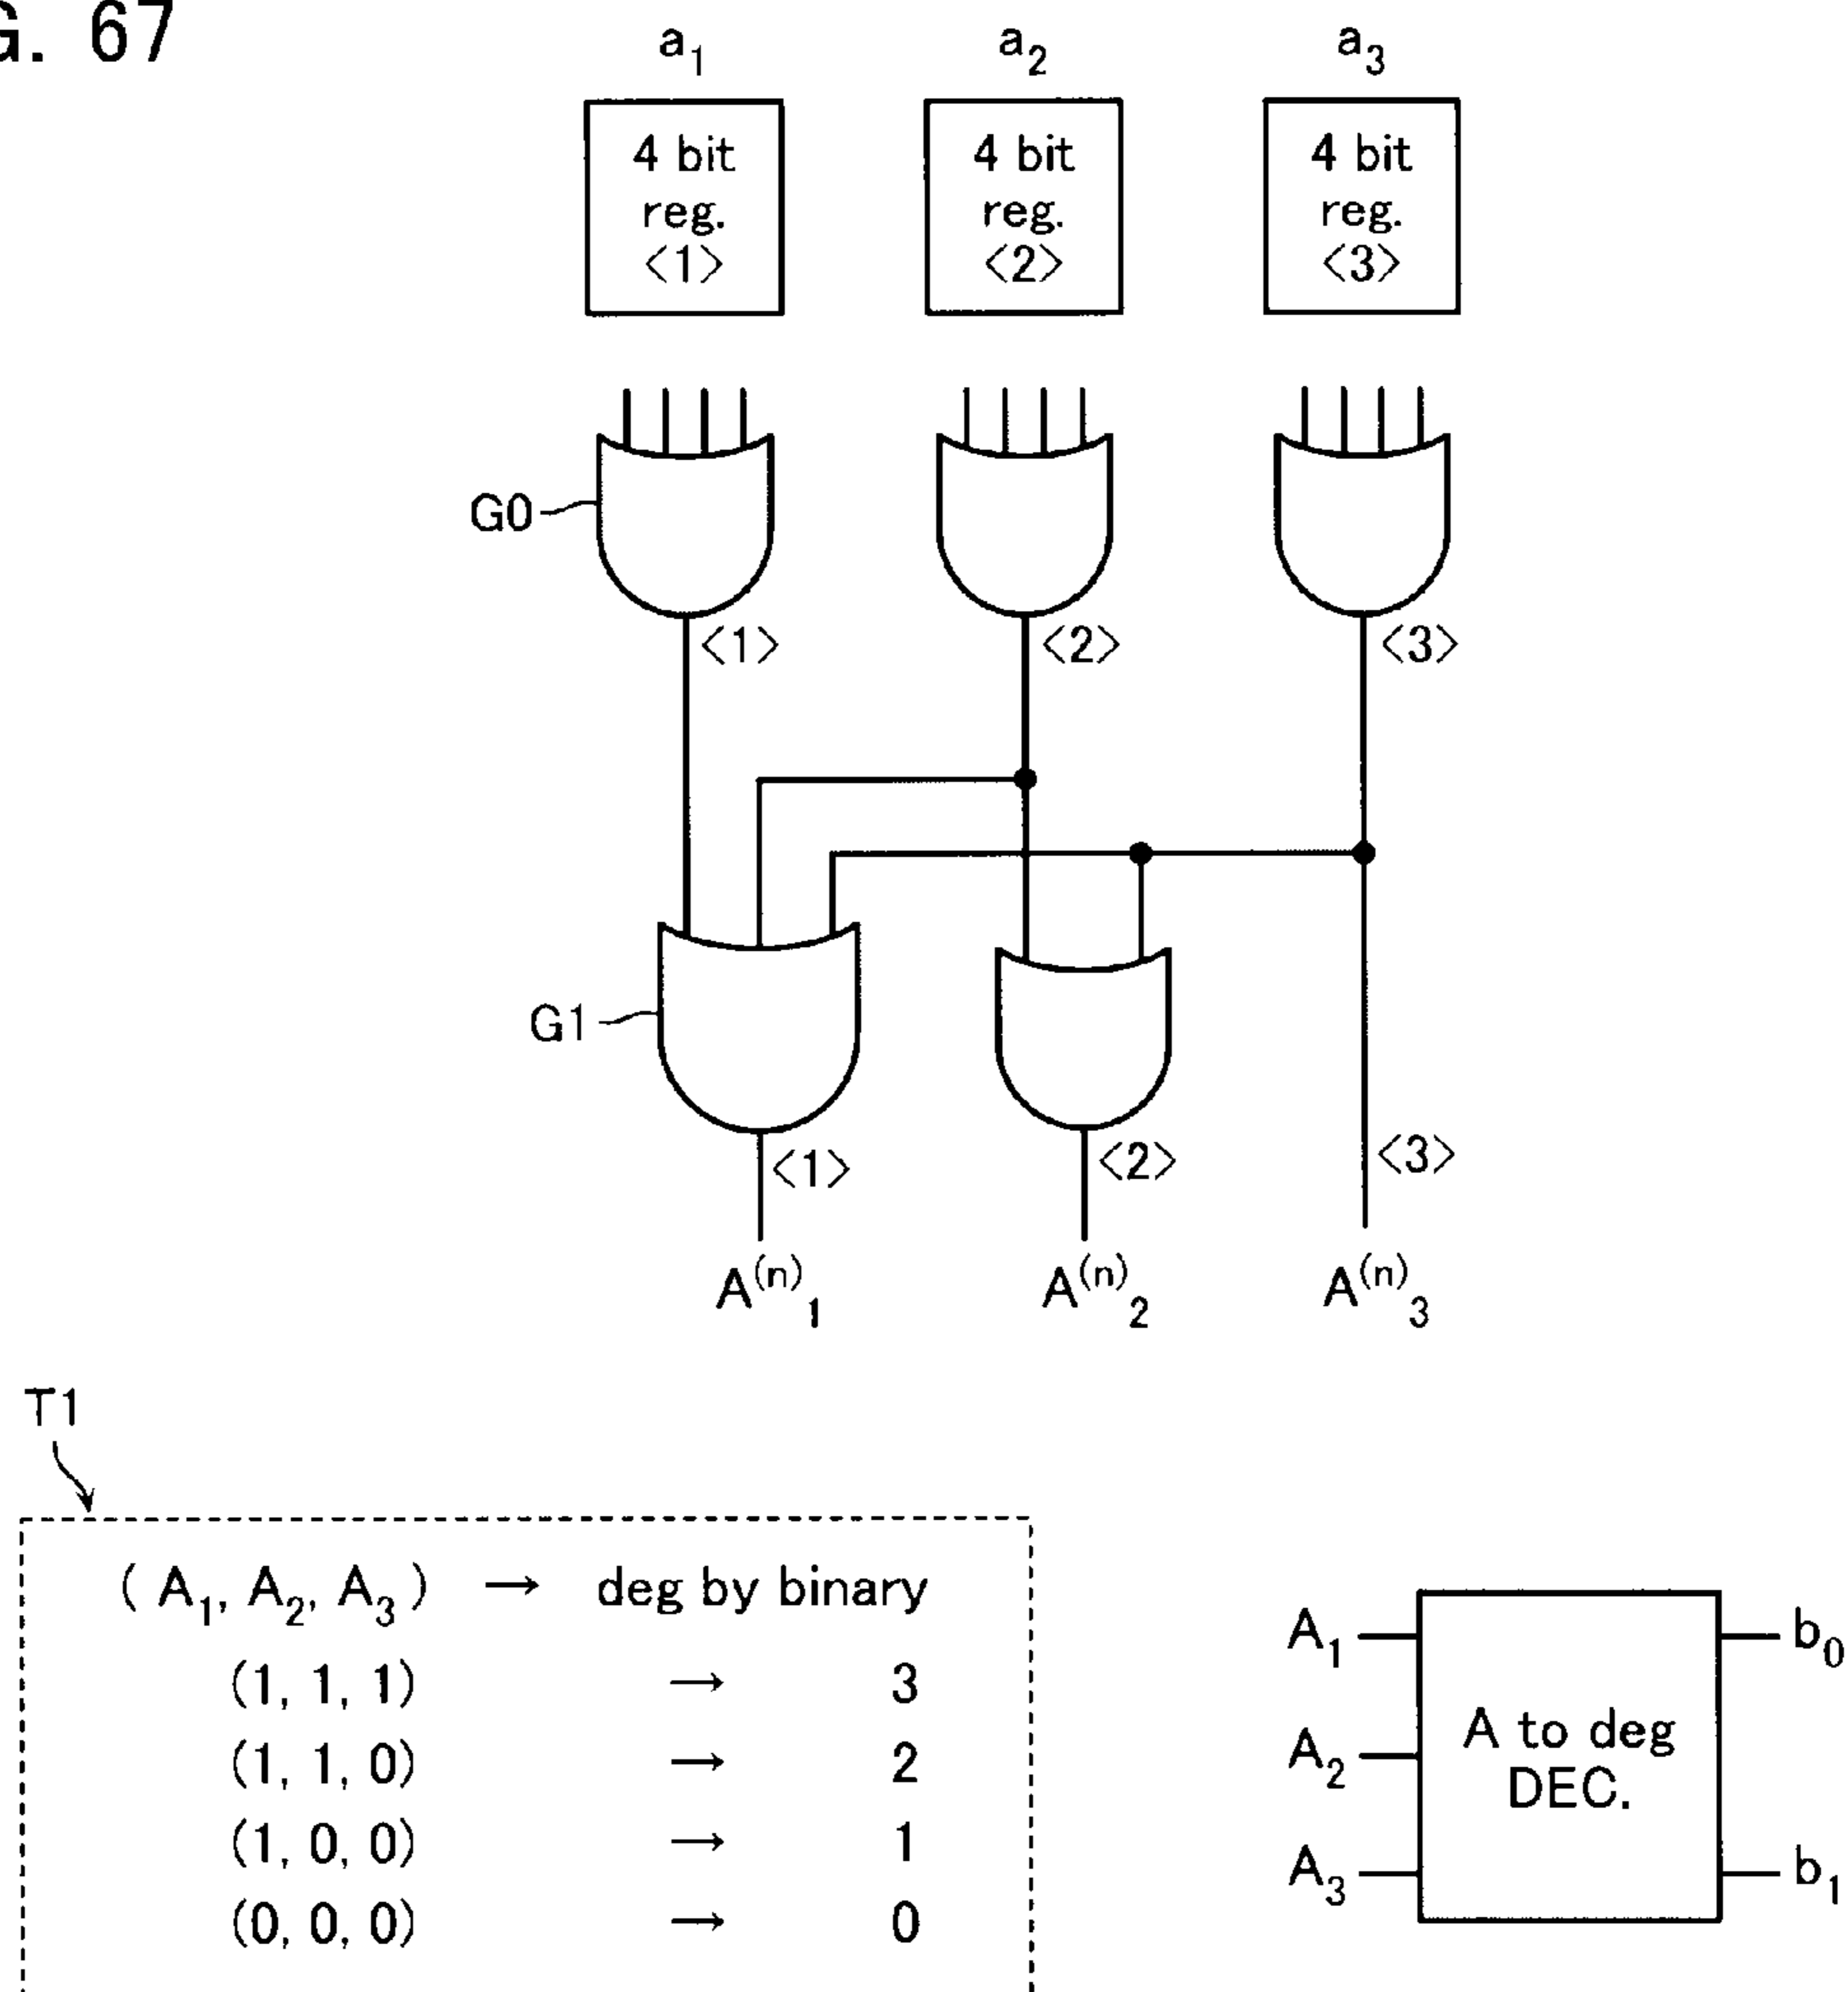 G. 67
a1 a2 a3
4 bit reg. <1>
4 bit reg. <2>
4 bit reg. <3>
G0
<1> <2> <3>
G1
<1> <2> <3>
A(n)1 A(n)2 A(n)3
T1
( A1, A2, A3 ) → deg by binary
(1, 1, 1) → 3
(1, 1, 0) → 2
(1, 0, 0) → 1
(0, 0, 0) → 0
A1
A2
A3
A to deg
DEC.
b0
b1